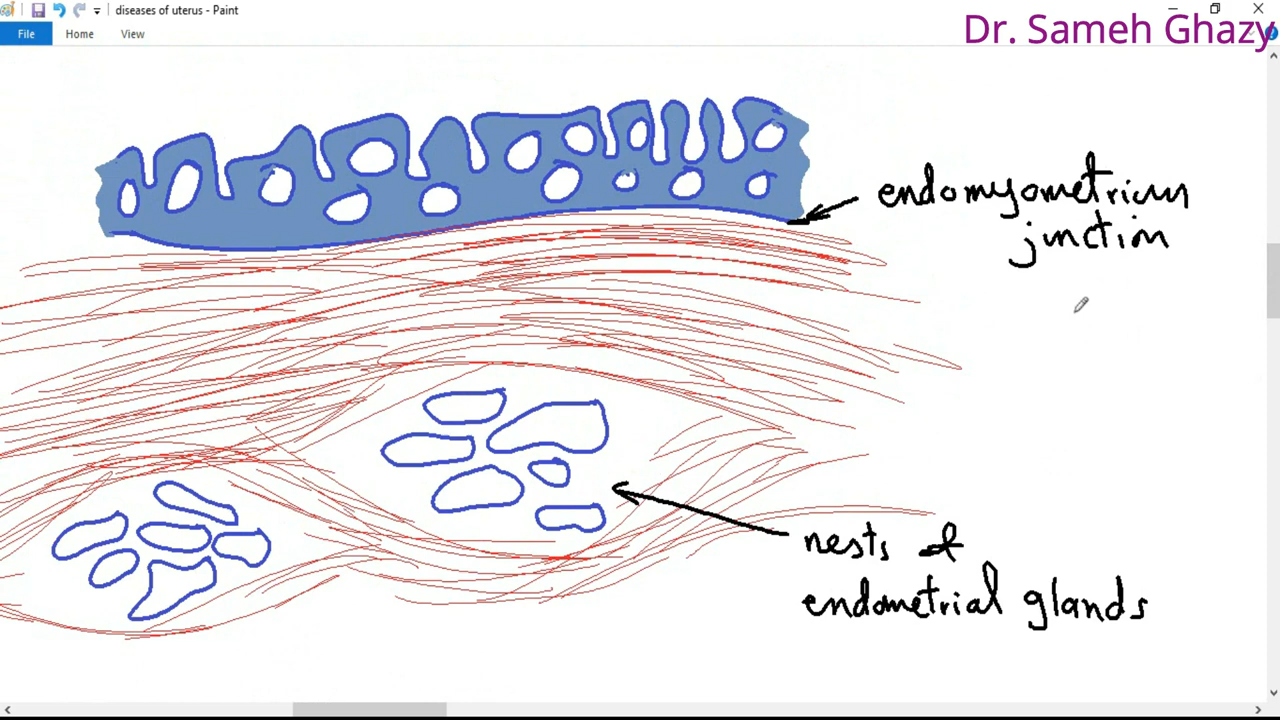 diseases of uterus - Paint
Dr. Sameh Ghazy
File Home View
endomyometrium
junction
nests of
endometrial glands